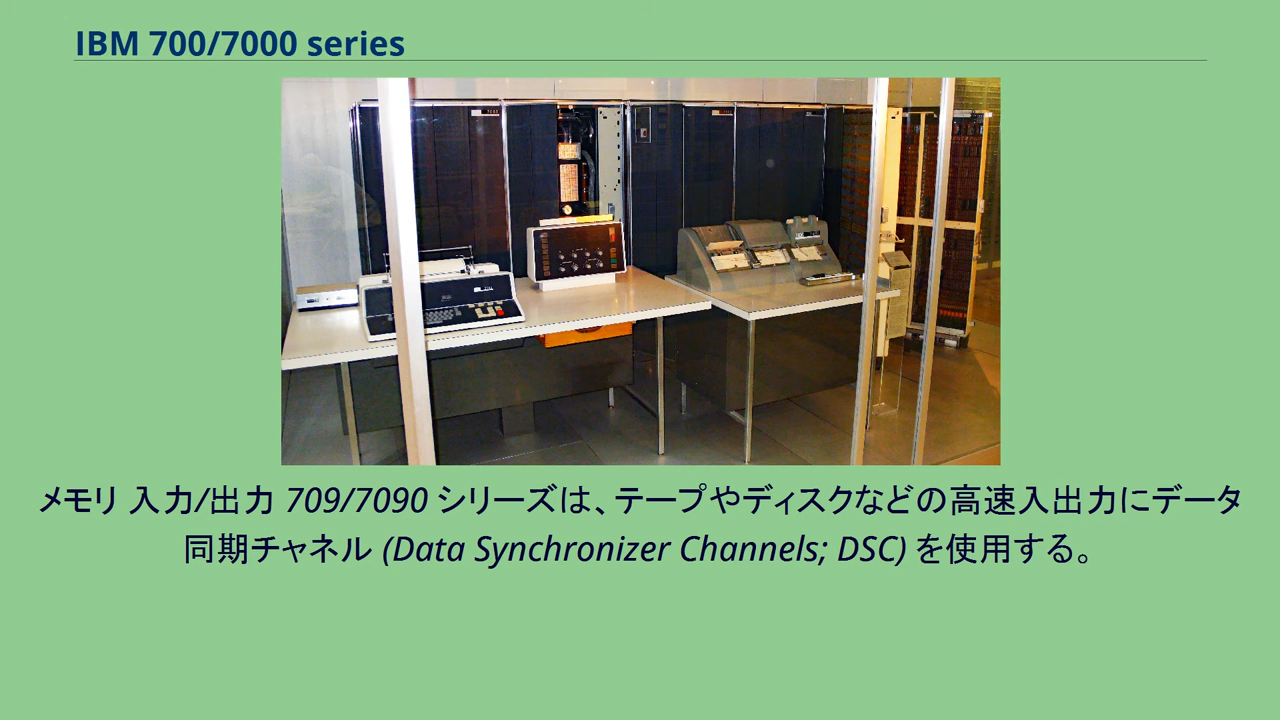 IBM 700/7000 series
メモリ 入力/出力 709/7090 シリーズは、テープやディスクなどの高速入出力にデータ
同期チャネル (Data Synchronizer Channels; DSC) を使用する。